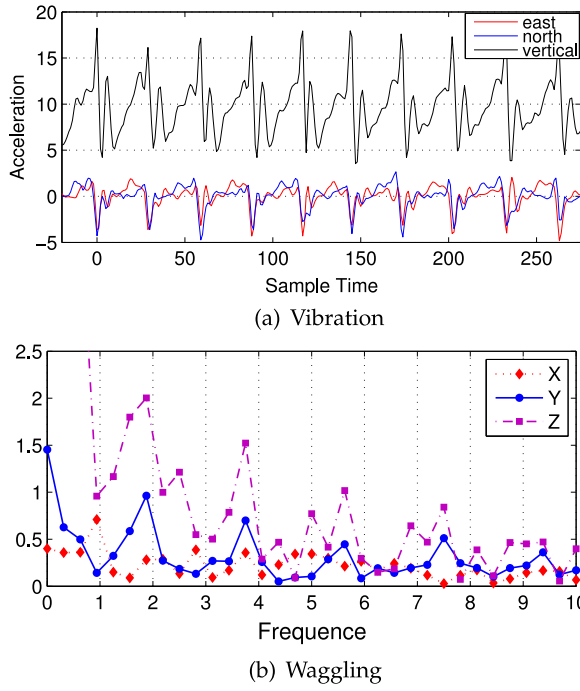 20
15
10
5
0
−5
Acceleration
east
north
vertical
0 50 100 150 200 250
Sample Time
(a) Vibration
2.5
2
1.5
1
0.5
0
X
Y
Z
0 1 2 3 4 5 6 7 8 9 10
Frequence
(b) Waggling